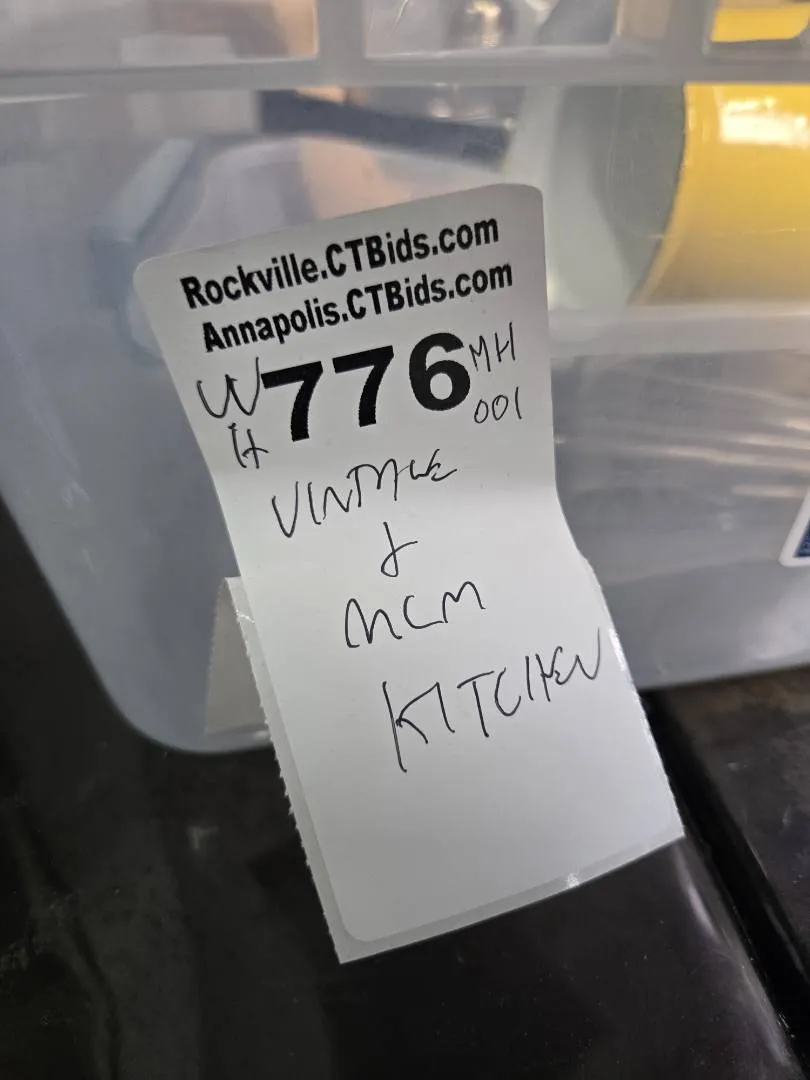 Rockville.CTBids.com
Annapolis.CTBids.com
W 776 MH
H 001
VINTAGE
&
MCM
KITCHEN